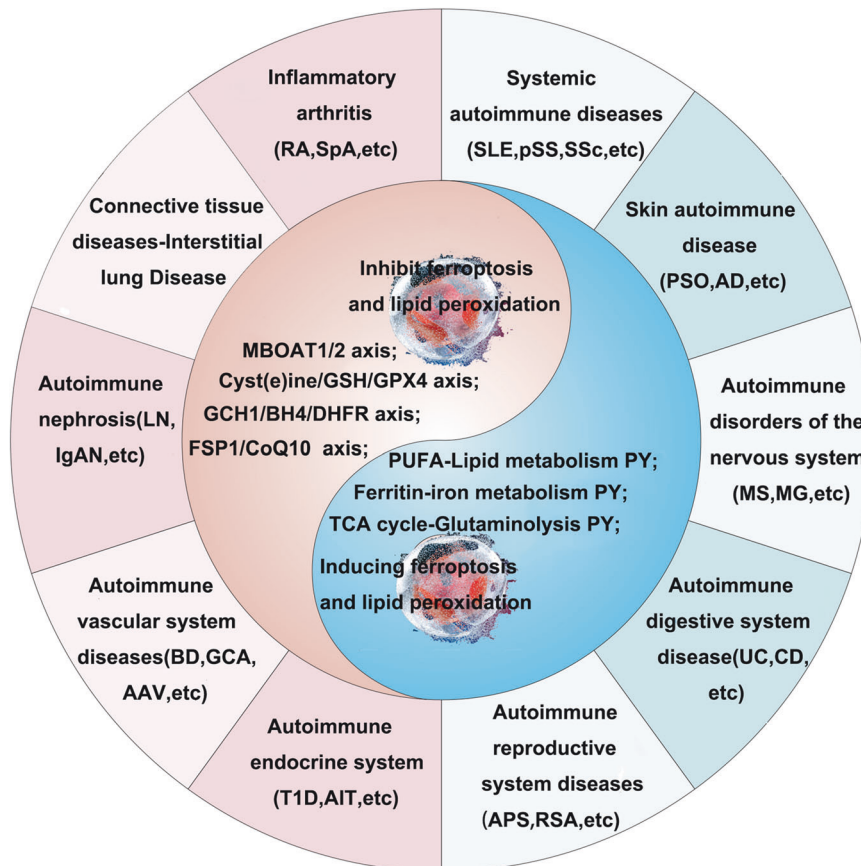 Inflammatory
arthritis
(RA,SpA,etc)
Systemic
autoimmune diseases
(SLE,pSS,SSc,etc)
Skin autoimmune
disease
(PSO,AD,etc)
Autoimmune
disorders of the
nervous system
(MS,MG,etc)
Autoimmune
digestive system
disease(UC,CD,
etc)
Autoimmune
reproductive
system diseases
(APS,RSA,etc)
Autoimmune
endocrine system
(T1D,AIT,etc)
Autoimmune
vascular system
diseases(BD,GCA,
AAV,etc)
Autoimmune
nephrosis(LN,
IgAN,etc)
Connective tissue
diseases-Interstitial
lung Disease
Inhibit ferroptosis
and lipid peroxidation
MBOAT1/2 axis;
Cyst(e)ine/GSH/GPX4 axis;
GCH1/BH4/DHFR axis;
FSP1/CoQ10 axis;
PUFA-Lipid metabolism PY;
Ferritin-iron metabolism PY;
TCA cycle-Glutaminolysis PY;
Inducing ferroptosis
and lipid peroxidation